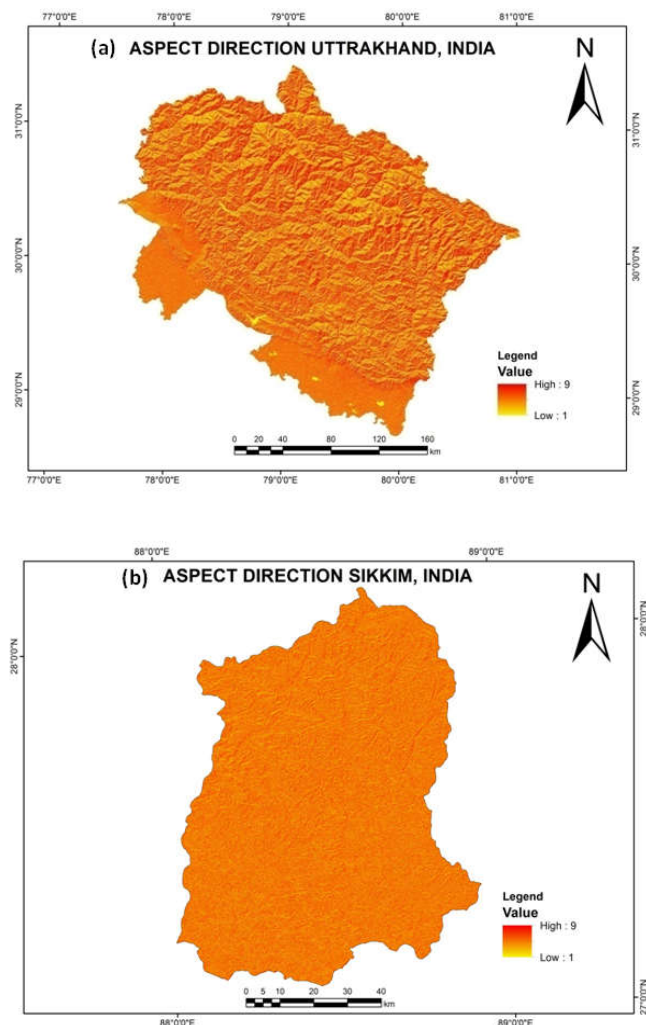 77°0'0"E 78°0'0"E 79°0'0"E 80°0'0"E 81°0'0"E
(a) ASPECT DIRECTION UTTRAKHAND, INDIA
N
31°0'0"N 31°0'0"N
30°0'0"N 30°0'0"N
29°0'0"N 29°0'0"N
Legend
Value
High : 9
Low : 1
0 20 40 80 120 160
km
77°0'0"E 78°0'0"E 79°0'0"E 80°0'0"E 81°0'0"E
88°0'0"E 89°0'0"E
(b) ASPECT DIRECTION SIKKIM, INDIA
N
28°0'0"N 28°0'0"N
Legend
Value
High : 9
Low : 1
0 5 10 20 30 40
km
27°0'0"N
88°0'0"E 89°0'0"E